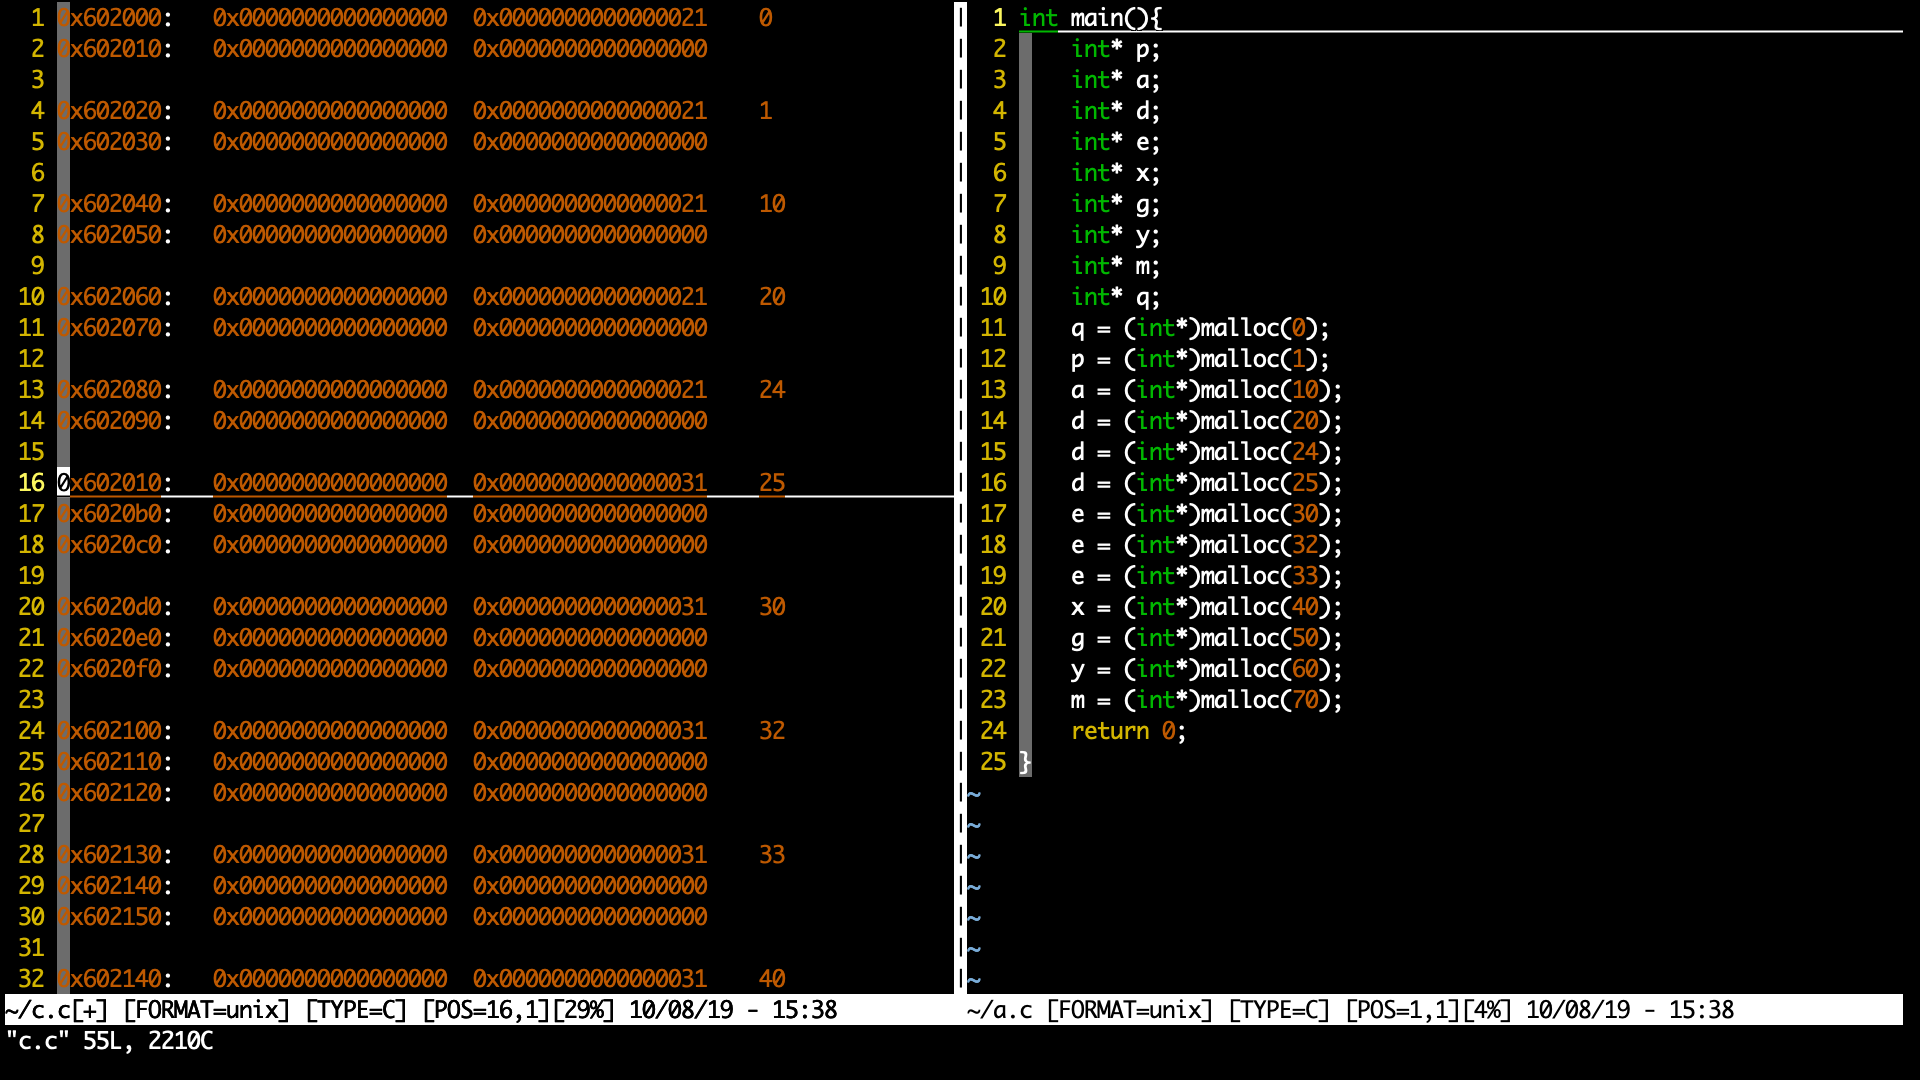 1 0x602000: 0x0000000000000000 0x0000000000000021 0
2 0x602010: 0x0000000000000000 0x0000000000000000
3
4 0x602020: 0x0000000000000000 0x0000000000000021 1
5 0x602030: 0x0000000000000000 0x0000000000000000
6
7 0x602040: 0x0000000000000000 0x0000000000000021 10
8 0x602050: 0x0000000000000000 0x0000000000000000
9
10 0x602060: 0x0000000000000000 0x0000000000000021 20
11 0x602070: 0x0000000000000000 0x0000000000000000
12
13 0x602080: 0x0000000000000000 0x0000000000000021 24
14 0x602090: 0x0000000000000000 0x0000000000000000
15
16 0x602010: 0x0000000000000000 0x0000000000000031 25
17 0x6020b0: 0x0000000000000000 0x0000000000000000
18 0x6020c0: 0x0000000000000000 0x0000000000000000
19
20 0x6020d0: 0x0000000000000000 0x0000000000000031 30
21 0x6020e0: 0x0000000000000000 0x0000000000000000
22 0x6020f0: 0x0000000000000000 0x0000000000000000
23
24 0x602100: 0x0000000000000000 0x0000000000000031 32
25 0x602110: 0x0000000000000000 0x0000000000000000
26 0x602120: 0x0000000000000000 0x0000000000000000
27
28 0x602130: 0x0000000000000000 0x0000000000000031 33
29 0x602140: 0x0000000000000000 0x0000000000000000
30 0x602150: 0x0000000000000000 0x0000000000000000
31
32 0x602140: 0x0000000000000000 0x0000000000000031 40
~/c.c[+] [FORMAT=unix] [TYPE=C] [POS=16,1][29%] 10/08/19 - 15:38
1 int main(){
2 int* p;
3 int* a;
4 int* d;
5 int* e;
6 int* x;
7 int* g;
8 int* y;
9 int* m;
10 int* q;
11 q = (int*)malloc(0);
12 p = (int*)malloc(1);
13 a = (int*)malloc(10);
14 d = (int*)malloc(20);
15 d = (int*)malloc(24);
16 d = (int*)malloc(25);
17 e = (int*)malloc(30);
18 e = (int*)malloc(32);
19 e = (int*)malloc(33);
20 x = (int*)malloc(40);
21 g = (int*)malloc(50);
22 y = (int*)malloc(60);
23 m = (int*)malloc(70);
24 return 0;
25 }
~
~
~
~
~
~
~
~/a.c [FORMAT=unix] [TYPE=C] [POS=1,1][4%] 10/08/19 - 15:38
"c.c" 55L, 2210C